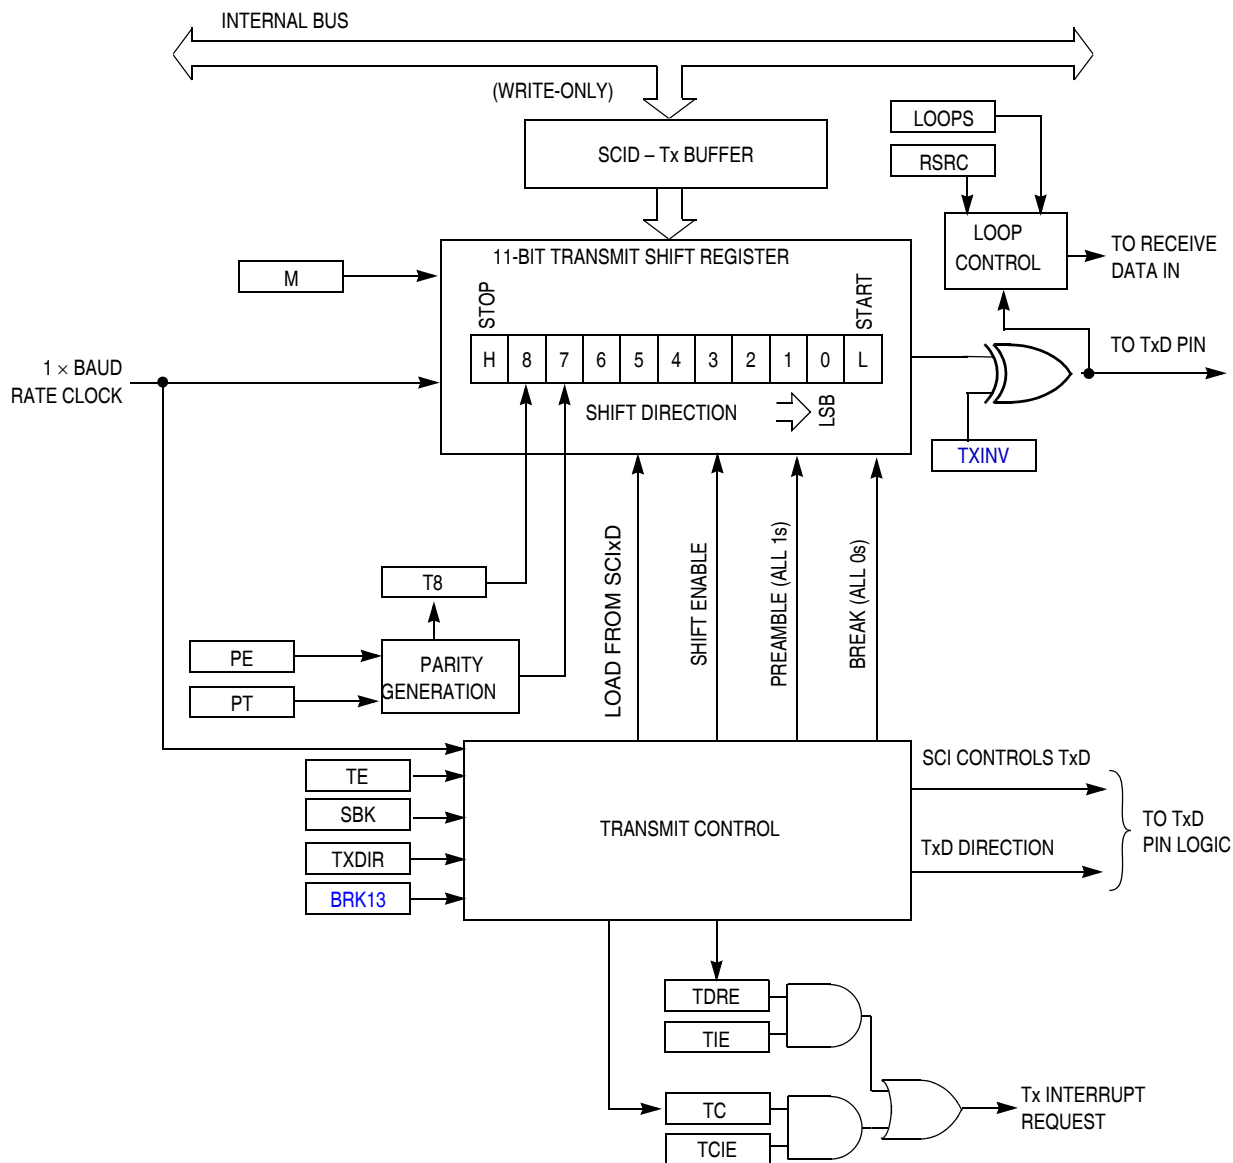 INTERNAL BUS
(WRITE-ONLY)
SCID – Tx BUFFER
LOOPS
RSRC
LOOP
CONTROL
TO RECEIVE
DATA IN
11-BIT TRANSMIT SHIFT REGISTER
M
STOP
START
H 8 7 6 5 4 3 2 1 0 L
1 × BAUD
RATE CLOCK
SHIFT DIRECTION
LSB
TO TxD PIN
TXINV
LOAD FROM SCIxD
SHIFT ENABLE
PREAMBLE (ALL 1s)
BREAK (ALL 0s)
T8
PE
PT
PARITY
GENERATION
TE
SBK
TXDIR
BRK13
TRANSMIT CONTROL
SCI CONTROLS TxD
TxD DIRECTION
TO TxD
PIN LOGIC
TDRE
TIE
TC
TCIE
Tx INTERRUPT
REQUEST